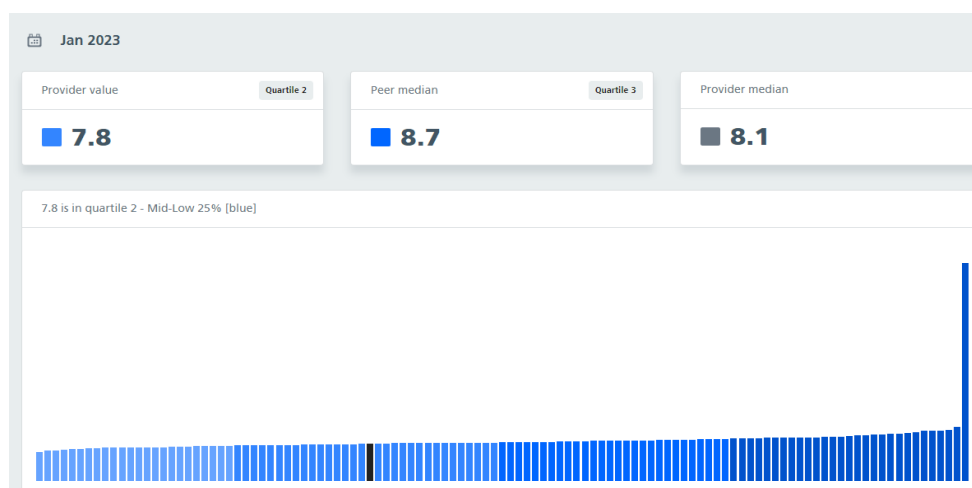 Jan 2023
Provider value
Quartile 2
Peer median
Quartile 3
Provider median
7.8
8.7
8.1
7.8 is in quartile 2 - Mid-Low 25% [blue]